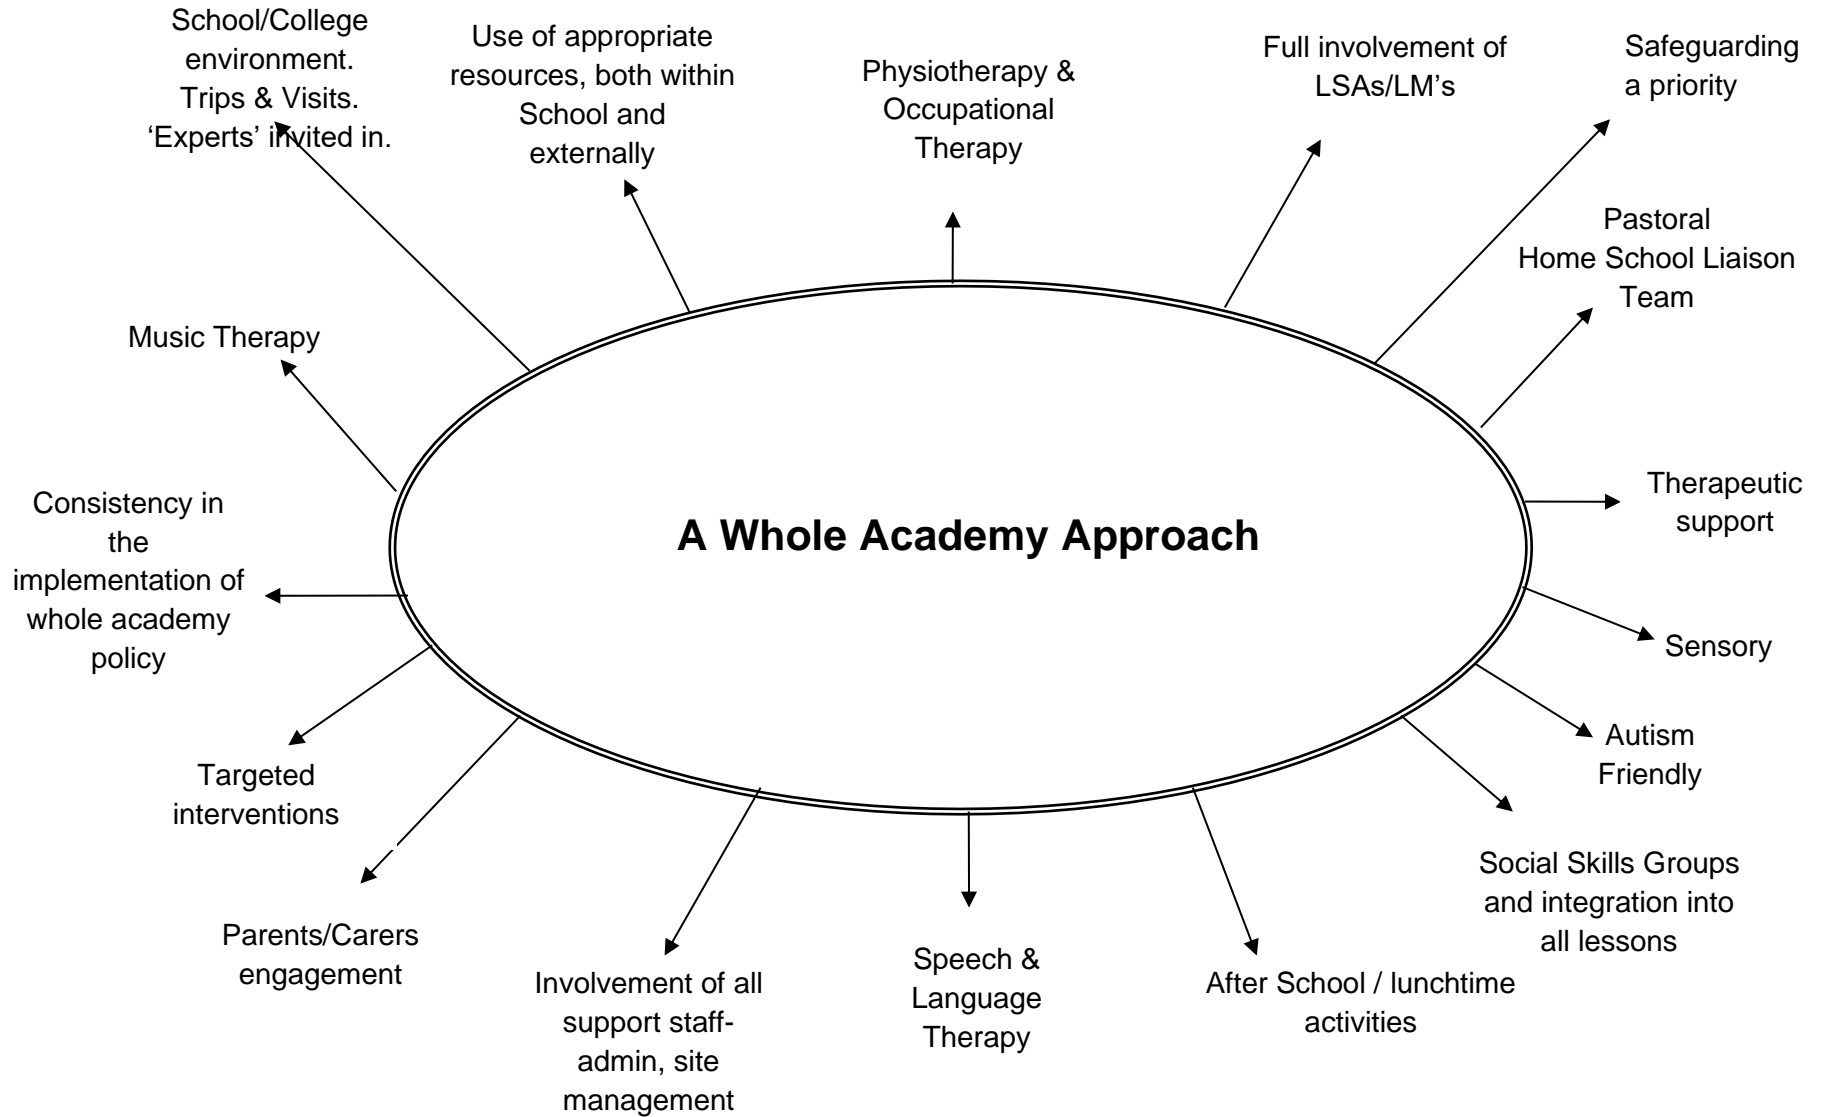 School/College
environment.
Trips & Visits.
‘Experts’ invited in.
Use of appropriate
resources, both within
School and
externally
Physiotherapy &
Occupational
Therapy
Full involvement of
LSAs/LM’s
Safeguarding
a priority
Pastoral
Home School Liaison
Team
Music Therapy
Therapeutic
support
Consistency in
the
implementation of
whole academy
policy
A Whole Academy Approach
Sensory
Autism
Friendly
Targeted
interventions
Social Skills Groups
and integration into
all lessons
Parents/Carers
engagement
Involvement of all
support staff-
admin, site
management
Speech &
Language
Therapy
After School / lunchtime
activities